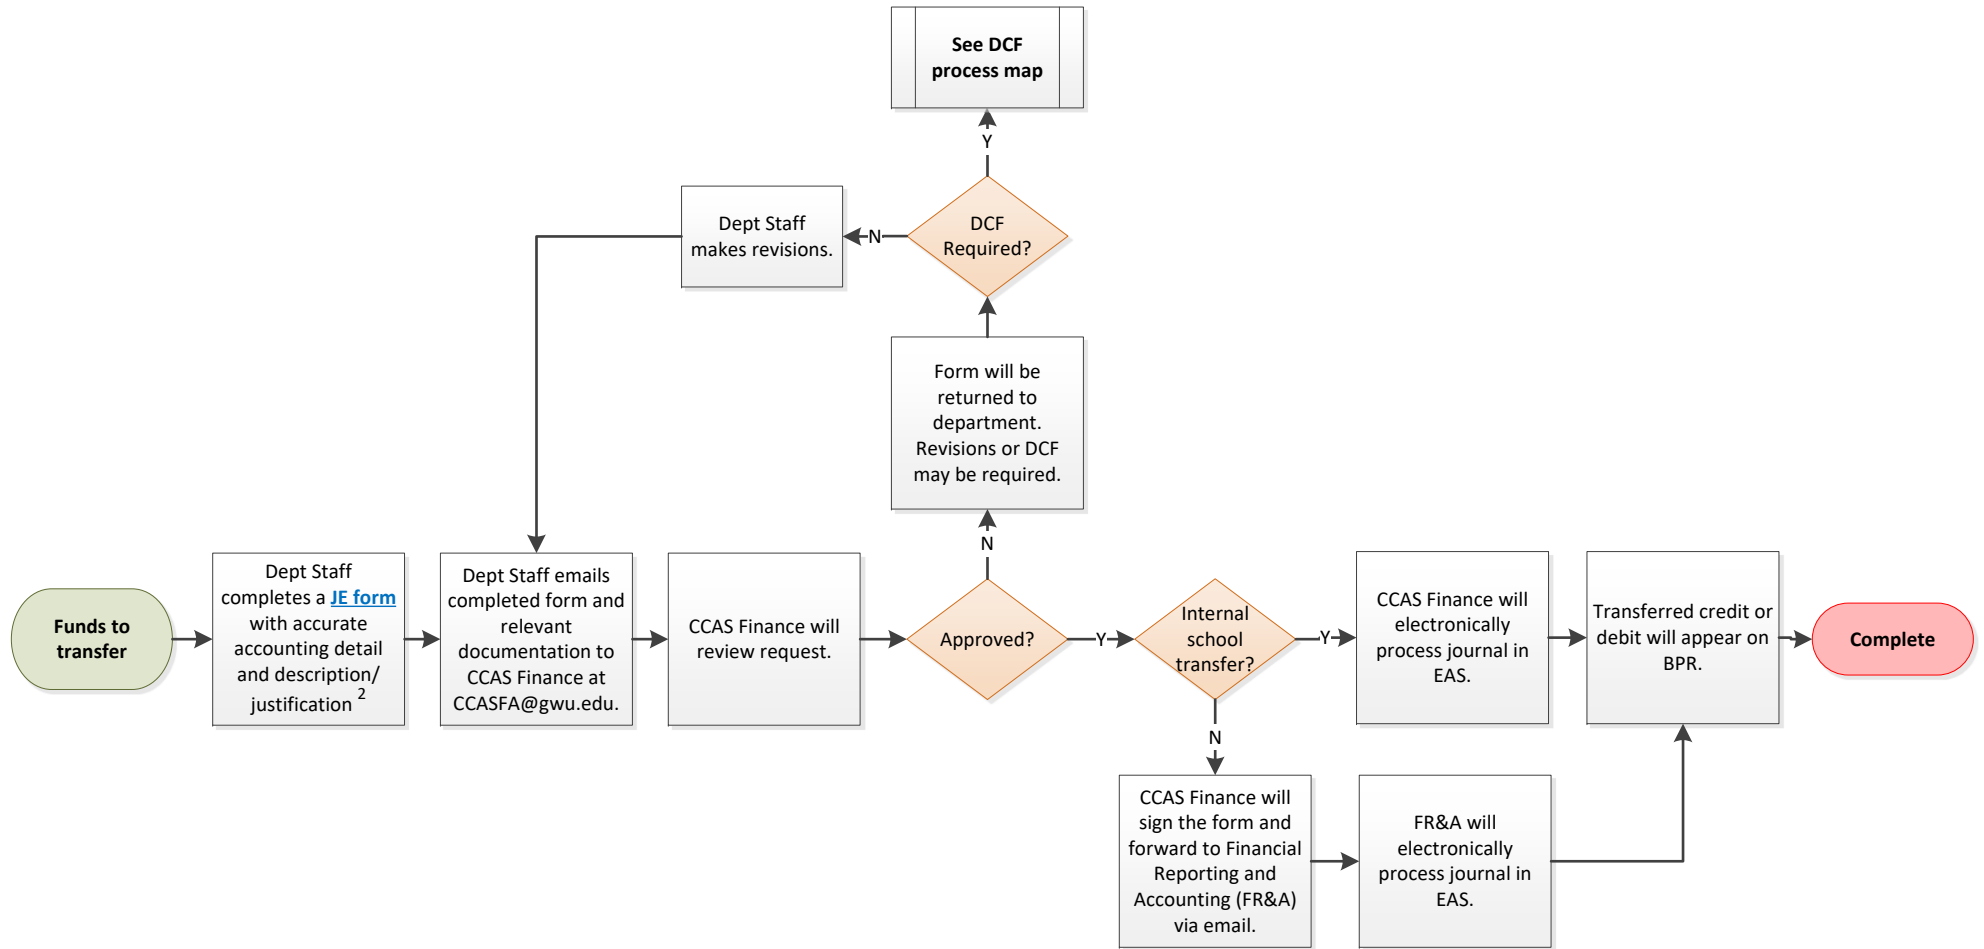 See DCF
process map
Y
Dept Staff
makes revisions.
N
DCF
Required?
Form will be
returned to
department.
Revisions or DCF
may be required.
N
Funds to
transfer
Dept Staff
completes a JE form
with accurate
accounting detail
and description/
justification 2
Dept Staff emails
completed form and
relevant
documentation to
CCAS Finance at
CCASFA@gwu.edu.
CCAS Finance will
review request.
Approved?
Y
Internal
school
transfer?
Y
CCAS Finance will
electronically
process journal in
EAS.
Transferred credit or
debit will appear on
BPR.
Complete
N
CCAS Finance will
sign the form and
forward to Financial
Reporting and
Accounting (FR&A)
via email.
FR&A will
electronically
process journal in
EAS.